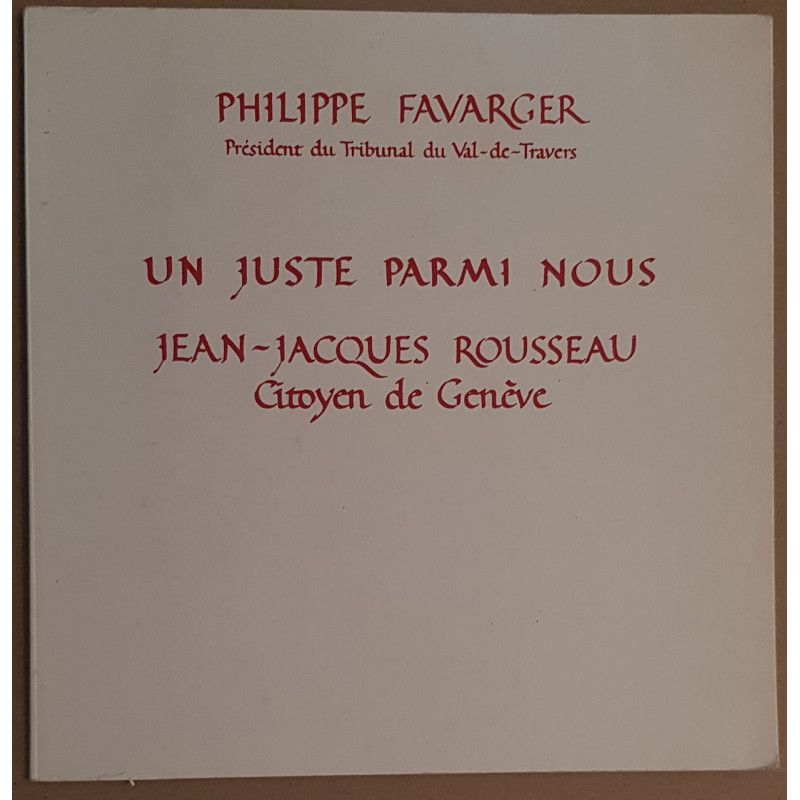 PHILIPPE FAVARGER
Président du Tribunal du Val-de-Travers
UN JUSTE PARMI NOUS
JEAN-JACQUES ROUSSEAU
Citoyen de Genève